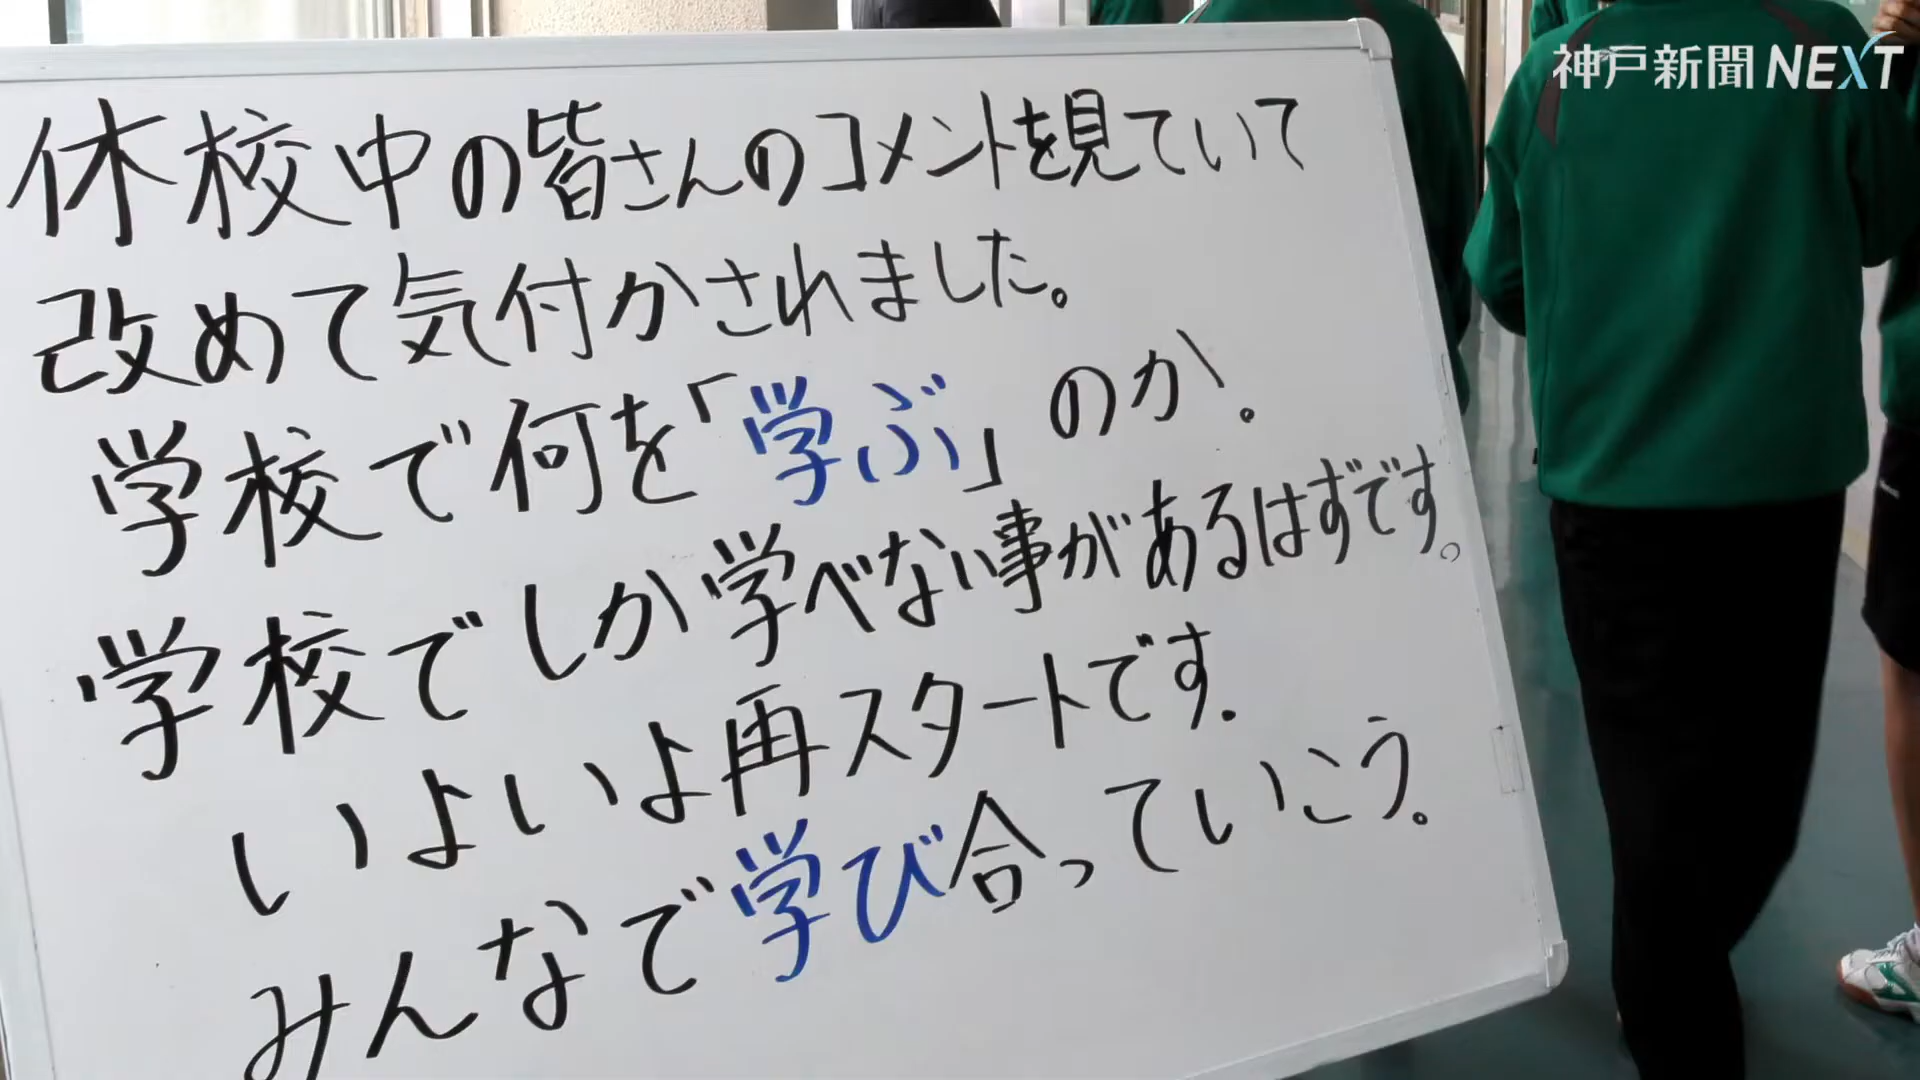 神戸新聞NEXT
休校中の皆さんのコメントを見ていて
改めて気付かされました。
学校で何を「学ぶ」のか。
学校でしか学べない事があるはずです。
いよいよ再スタートです.
みんなで学び合っていこう。